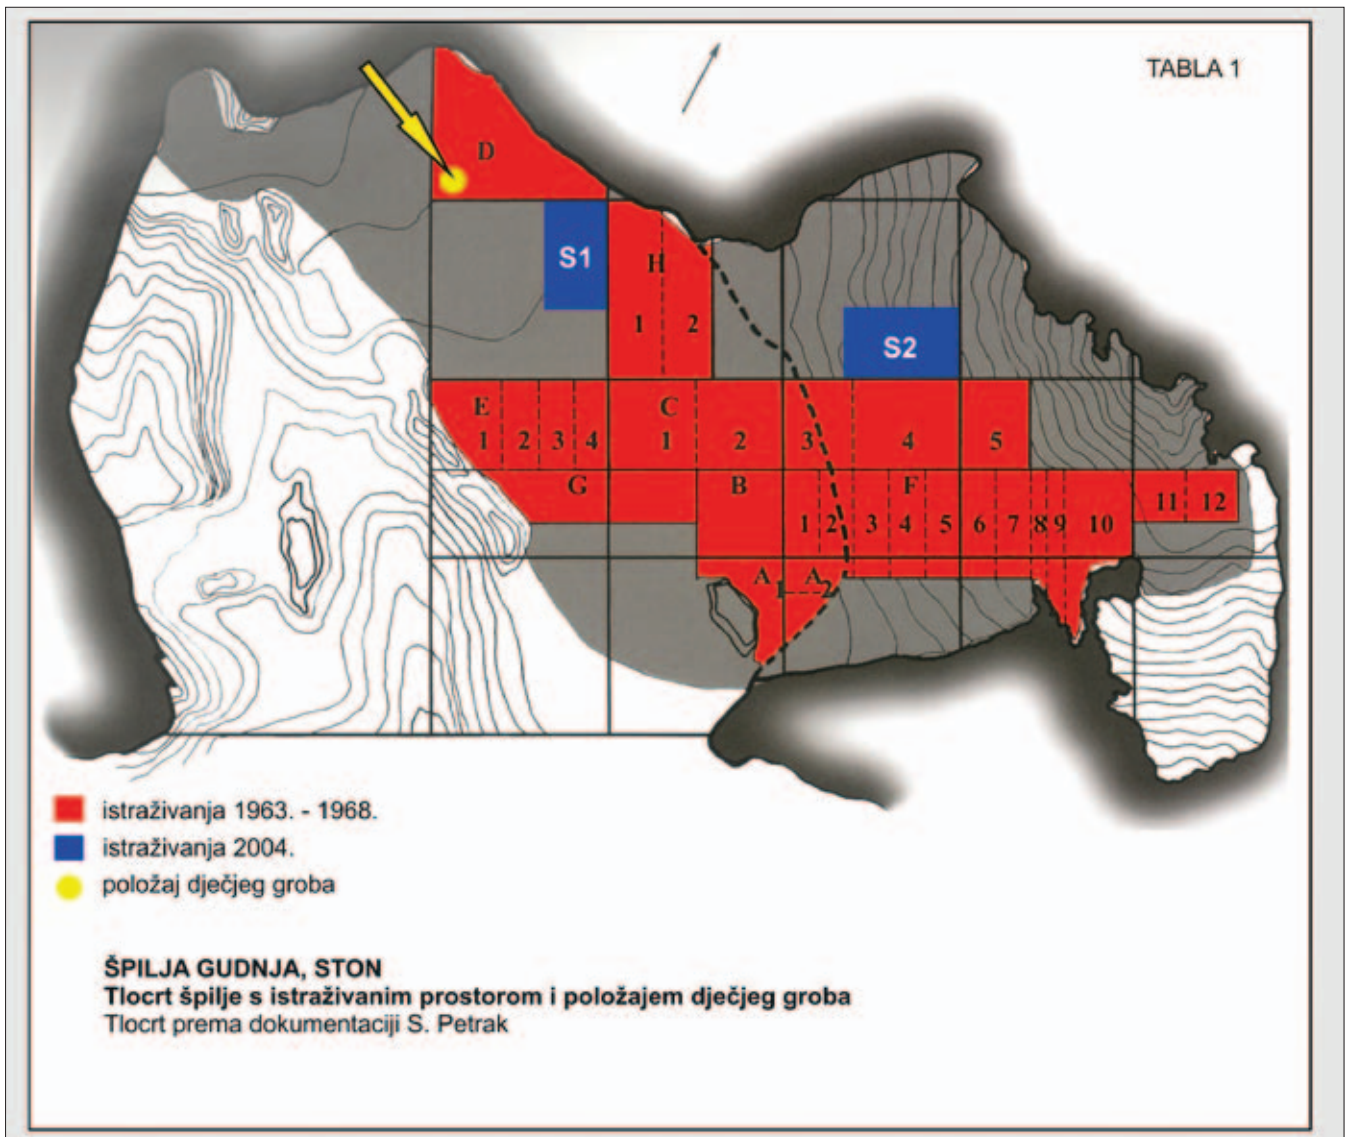 TABLA 1
D
S1
H
1 2
S2
E C
1 2 3 4 1 2 3 4 5
G B F
1 2 3 4 5 6 7 8 9 10 11 12
A A
1 2
istraživanja 1963. - 1968.
istraživanja 2004.
položaj dječjeg groba
ŠPILJA GUDNJA, STON
Tlocrt špilje s istraživanim prostorom i položajem dječjeg groba
Tlocrt prema dokumentaciji S. Petrak